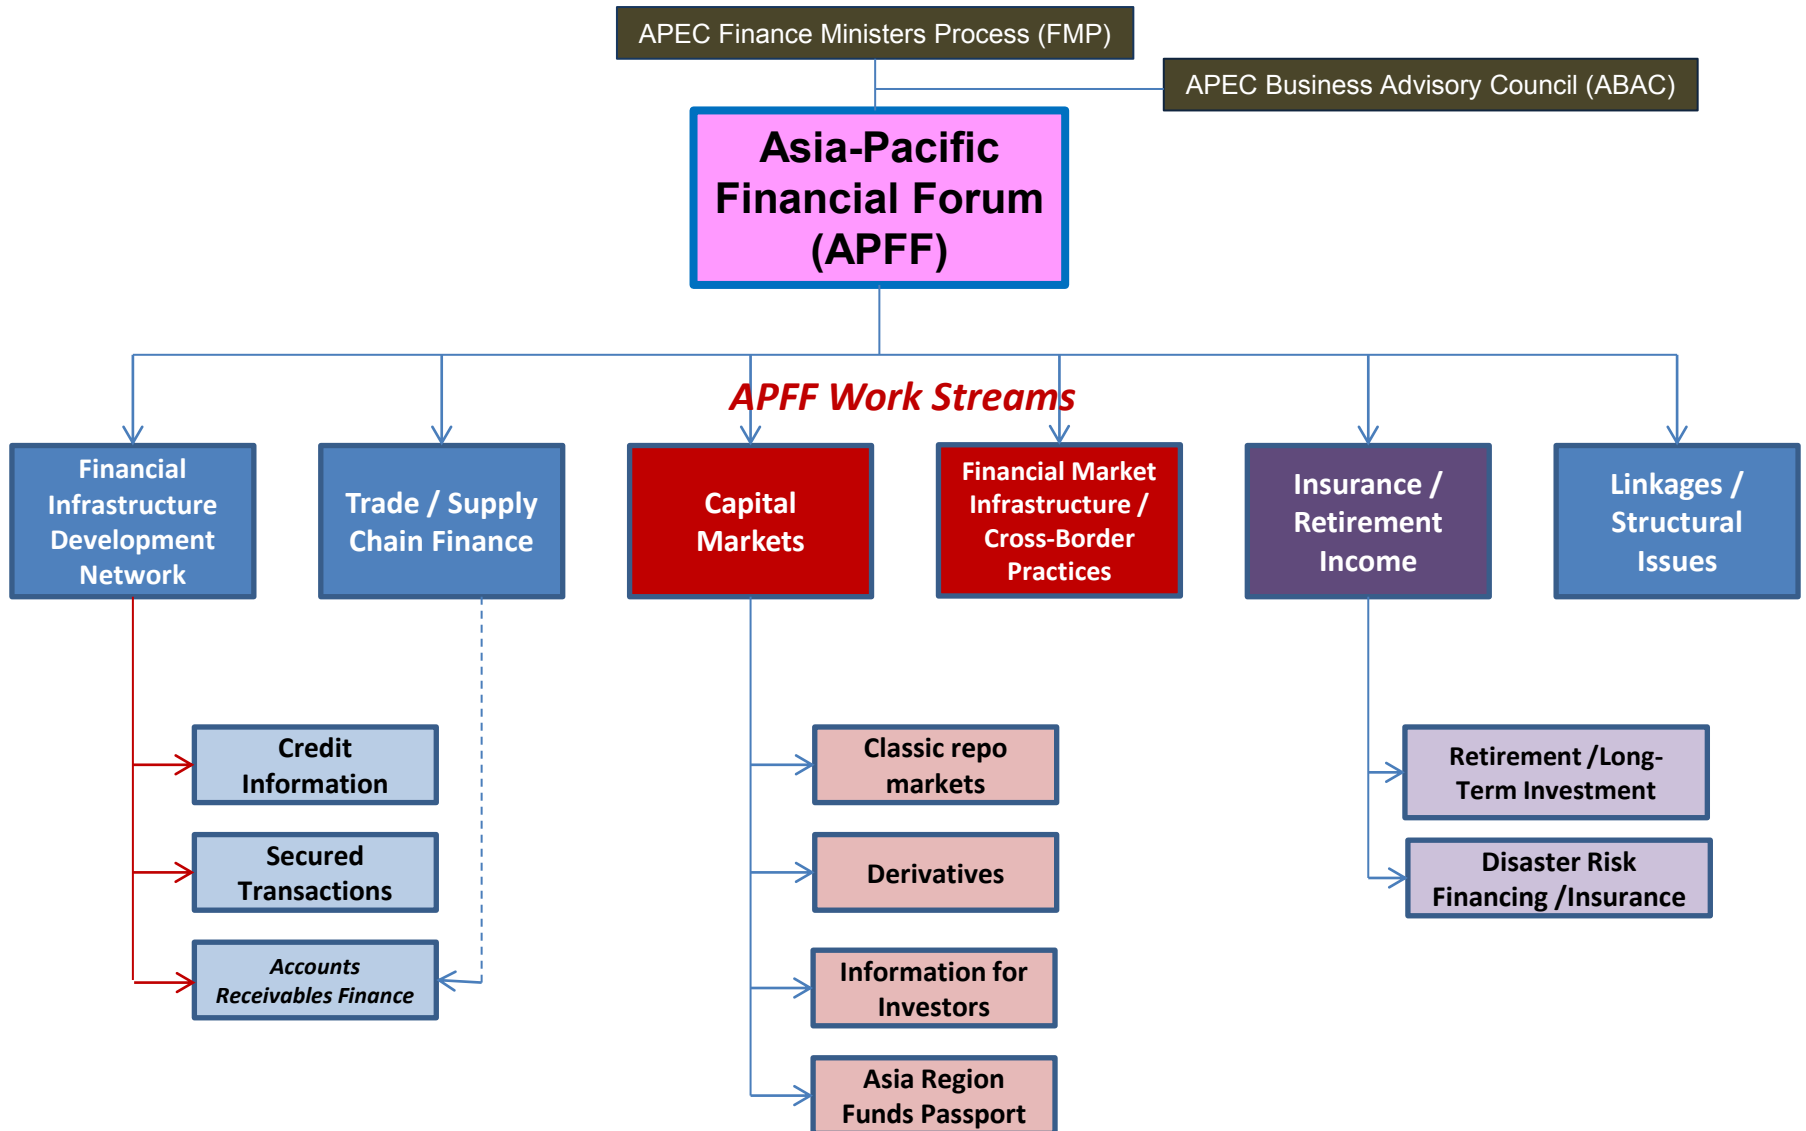 APEC Finance Ministers Process (FMP)
APEC Business Advisory Council (ABAC)
Asia-Pacific
Financial Forum
(APFF)
APFF Work Streams
Financial
Infrastructure
Development
Network
Trade / Supply
Chain Finance
Capital
Markets
Financial Market
Infrastructure /
Cross-Border
Practices
Insurance /
Retirement
Income
Linkages /
Structural
Issues
Credit
Information
Secured
Transactions
Accounts
Receivables Finance
Classic repo
markets
Derivatives
Information for
Investors
Asia Region
Funds Passport
Retirement /Long-
Term Investment
Disaster Risk
Financing /Insurance